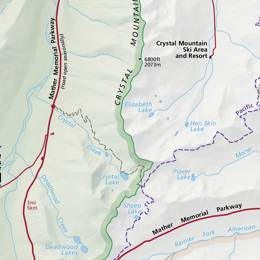 Mather Memorial Parkway
(road open seasonally)
CRYSTAL MOUNTAIN
Crystal Mountain
Ski Area
and Resort
6800ft
2073m
Elizabeth
Lake
Hen Skin
Lake
Pacific
Crystal
Creek
Crystal
Lake
Placer
Lake
Morse
Deadwood
Creek
3mi
5km
Sheep
Lake
Mather Memorial Parkway
Rainier Fork American
Deadwood
Lakes